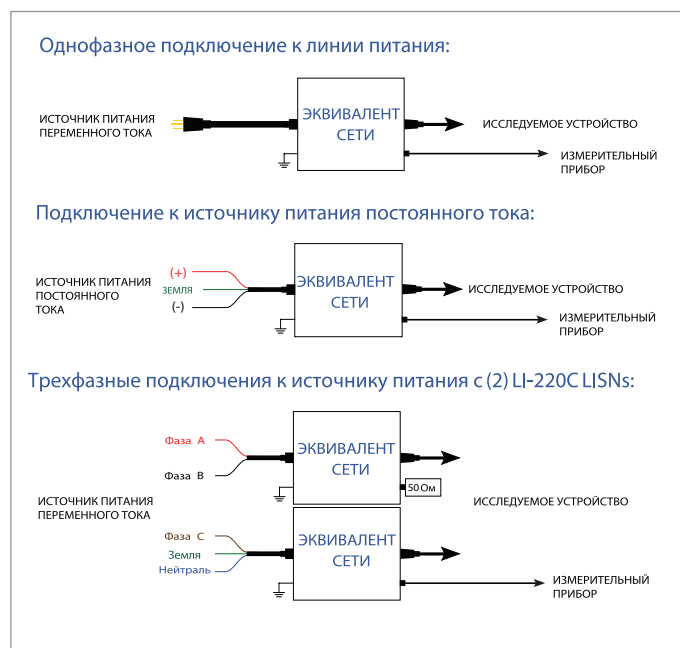 Однофазное подключение к линии питания:
ИСТОЧНИК ПИТАНИЯ
ПЕРЕМЕННОГО ТОКА
ЭКВИВАЛЕНТ
СЕТИ
ИССЛЕДУЕМОЕ УСТРОЙСТВО
ИЗМЕРИТЕЛЬНЫЙ
ПРИБОР
Подключение к источнику питания постоянного тока:
ИСТОЧНИК ПИТАНИЯ
ПОСТОЯННОГО
ТОКА
(+)
ЗЕМЛЯ
(-)
ЭКВИВАЛЕНТ
СЕТИ
ИССЛЕДУЕМОЕ УСТРОЙСТВО
ИЗМЕРИТЕЛЬНЫЙ
ПРИБОР
Трехфазные подключения к источнику питания с (2) LI-220C LISNs:
Фаза A
Фаза B
ЭКВИВАЛЕНТ
СЕТИ
50 Ом
ИСТОЧНИК ПИТАНИЯ
ПЕРЕМЕННОГО ТОКА
ИССЛЕДУЕМОЕ УСТРОЙСТВО
Фаза C
Земля
Нейтраль
ЭКВИВАЛЕНТ
СЕТИ
ИЗМЕРИТЕЛЬНЫЙ
ПРИБОР